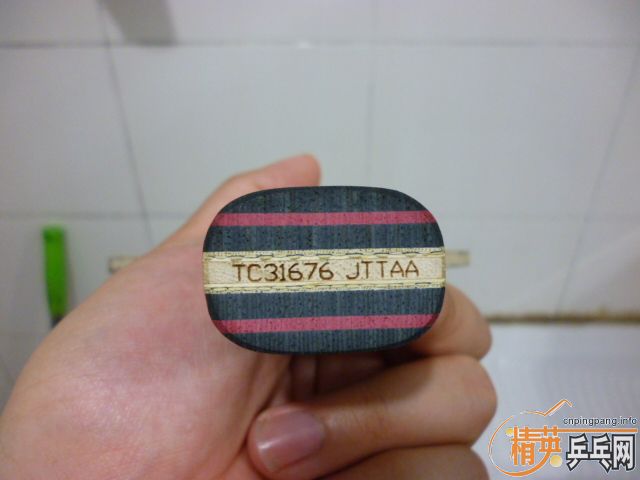 TC31676 JTTAA
cnpingpang.info
精英乒乓网